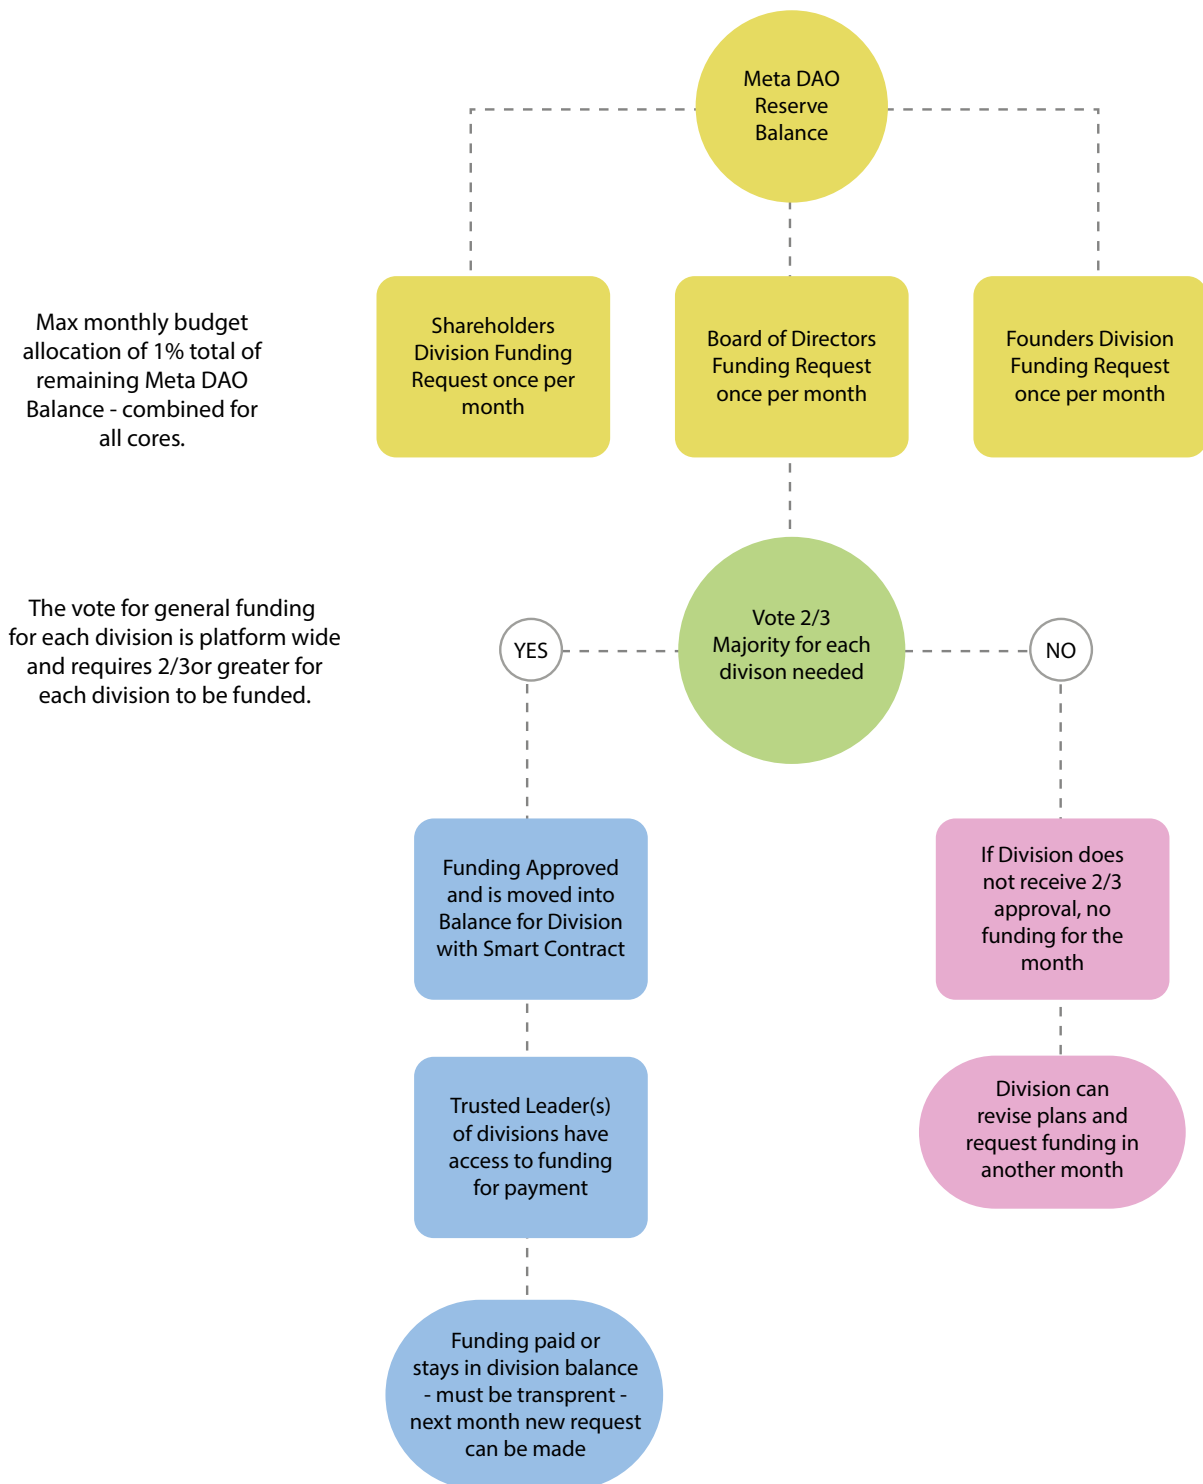 Meta DAO
Reserve
Balance
Max monthly budget
allocation of 1% total of
remaining Meta DAO
Balance - combined for
all cores.
Shareholders
Division Funding
Request once per
month
Board of Directors
Funding Request
once per month
Founders Division
Funding Request
once per month
The vote for general funding
for each division is platform wide
and requires 2/3or greater for
each division to be funded.
YES
Vote 2/3
Majority for each
divison needed
NO
Funding Approved
and is moved into
Balance for Division
with Smart Contract
If Division does
not receive 2/3
approval, no
funding for the
month
Trusted Leader(s)
of divisions have
access to funding
for payment
Division can
revise plans and
request funding in
another month
Funding paid or
stays in division balance
- must be transprent -
next month new request
can be made